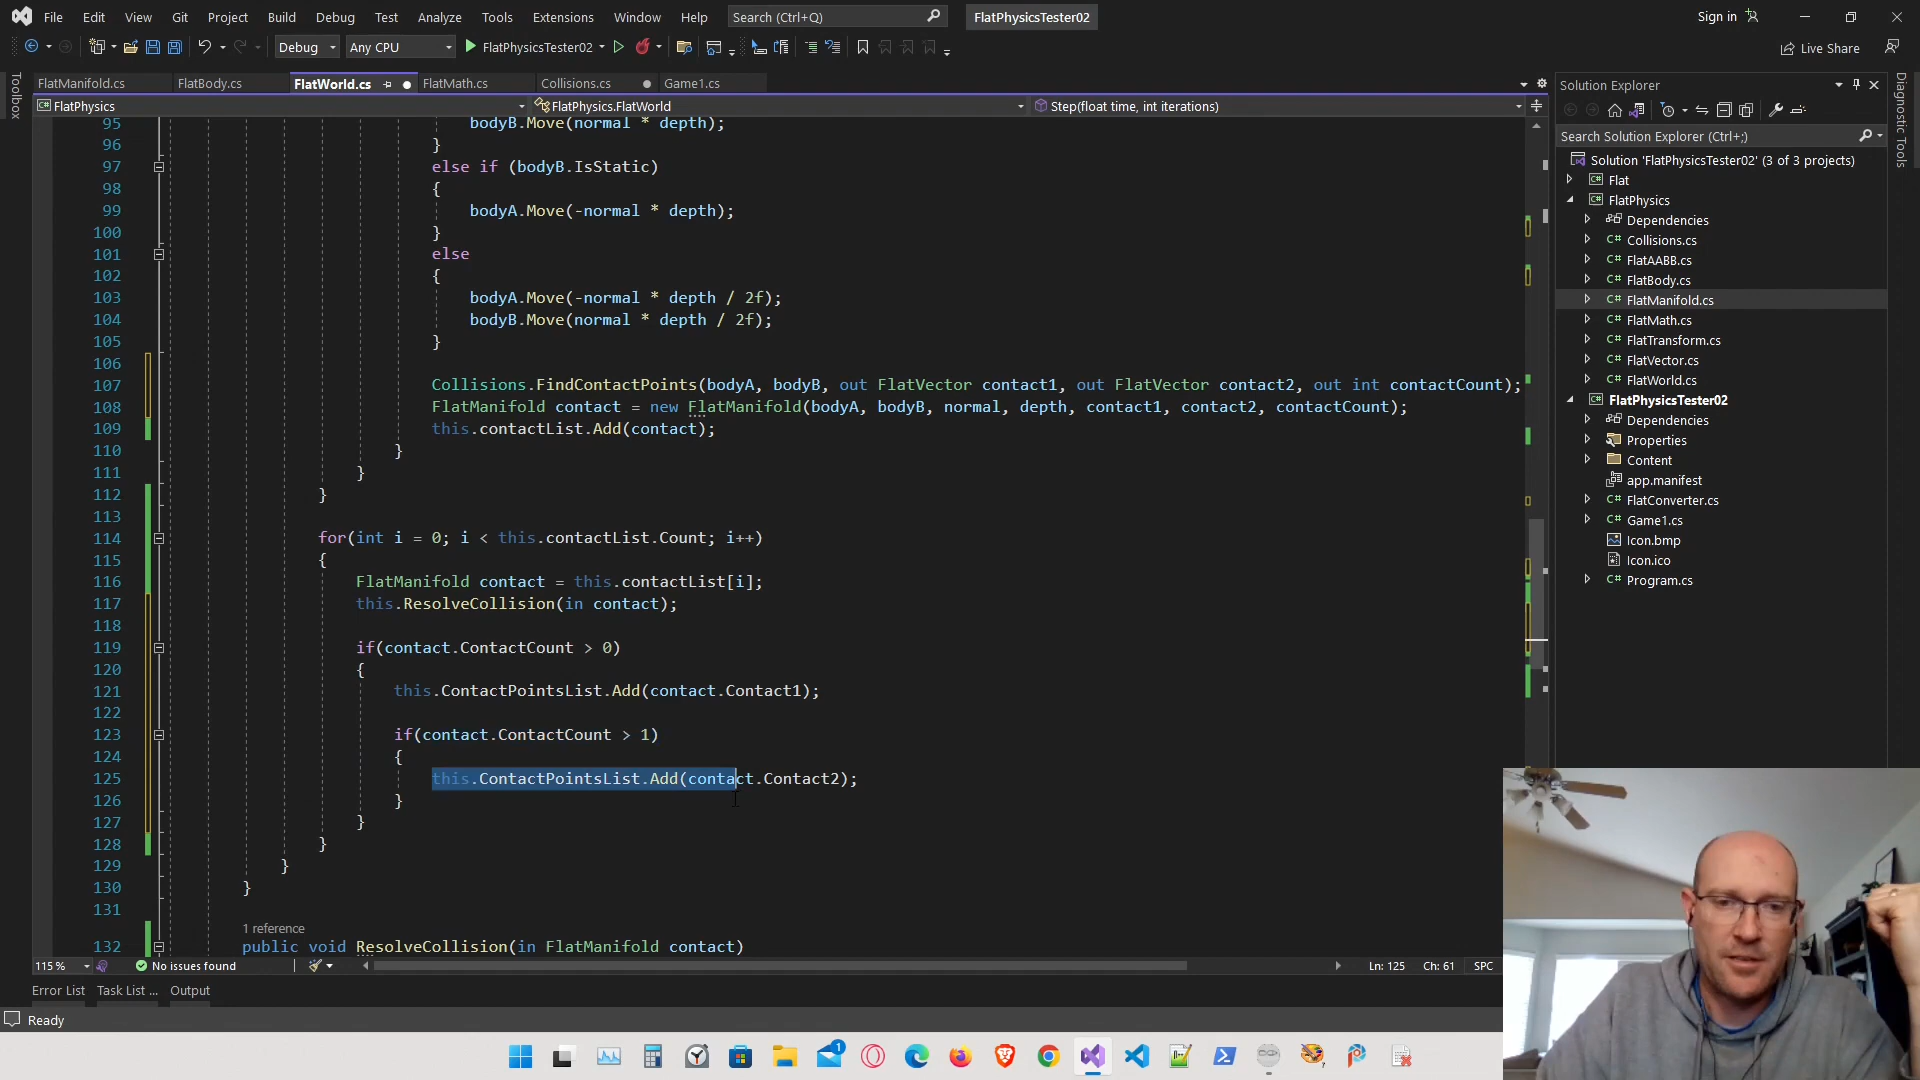 File Edit View Git Project Build Debug Test Analyze Tools Extensions Window Help Search (Ctrl+Q) FlatPhysicsTester02 Sign in
Debug Any CPU FlatPhysicsTester02 Live Share
FlatManifold.cs FlatBody.cs FlatWorld.cs FlatMath.cs Collisions.cs Game1.cs
FlatPhysics FlatPhysics.FlatWorld Step(float time, int iterations)
Toolbox
95 bodyB.Move(normal * depth);
96 }
97 else if (bodyB.IsStatic)
98 {
99 bodyA.Move(-normal * depth);
100 }
101 else
102 {
103 bodyA.Move(-normal * depth / 2f);
104 bodyB.Move(normal * depth / 2f);
105 }
106
107 Collisions.FindContactPoints(bodyA, bodyB, out FlatVector contact1, out FlatVector contact2, out int contactCount);
108 FlatManifold contact = new FlatManifold(bodyA, bodyB, normal, depth, contact1, contact2, contactCount);
109 this.contactList.Add(contact);
110 }
111 }
112 }
113
114 for(int i = 0; i < this.contactList.Count; i++)
115 {
116 FlatManifold contact = this.contactList[i];
117 this.ResolveCollision(in contact);
118
119 if(contact.ContactCount > 0)
120 {
121 this.ContactPointsList.Add(contact.Contact1);
122
123 if(contact.ContactCount > 1)
124 {
125 this.ContactPointsList.Add(contact.Contact2);
126 }
127 }
128 }
129 }
130 }
131
1 reference
132 public void ResolveCollision(in FlatManifold contact)
115 % No issues found Ln: 125 Ch: 61 SPC
Error List Task List ... Output
Ready
Solution Explorer
Search Solution Explorer (Ctrl+;)
Solution 'FlatPhysicsTester02' (3 of 3 projects)
C# Flat
C# FlatPhysics
Dependencies
C# Collisions.cs
C# FlatAABB.cs
C# FlatBody.cs
C# FlatManifold.cs
C# FlatMath.cs
C# FlatTransform.cs
C# FlatVector.cs
C# FlatWorld.cs
C# FlatPhysicsTester02
Dependencies
Properties
Content
app.manifest
C# FlatConverter.cs
C# Game1.cs
Icon.bmp
Icon.ico
C# Program.cs
Diagnostic Tools
1